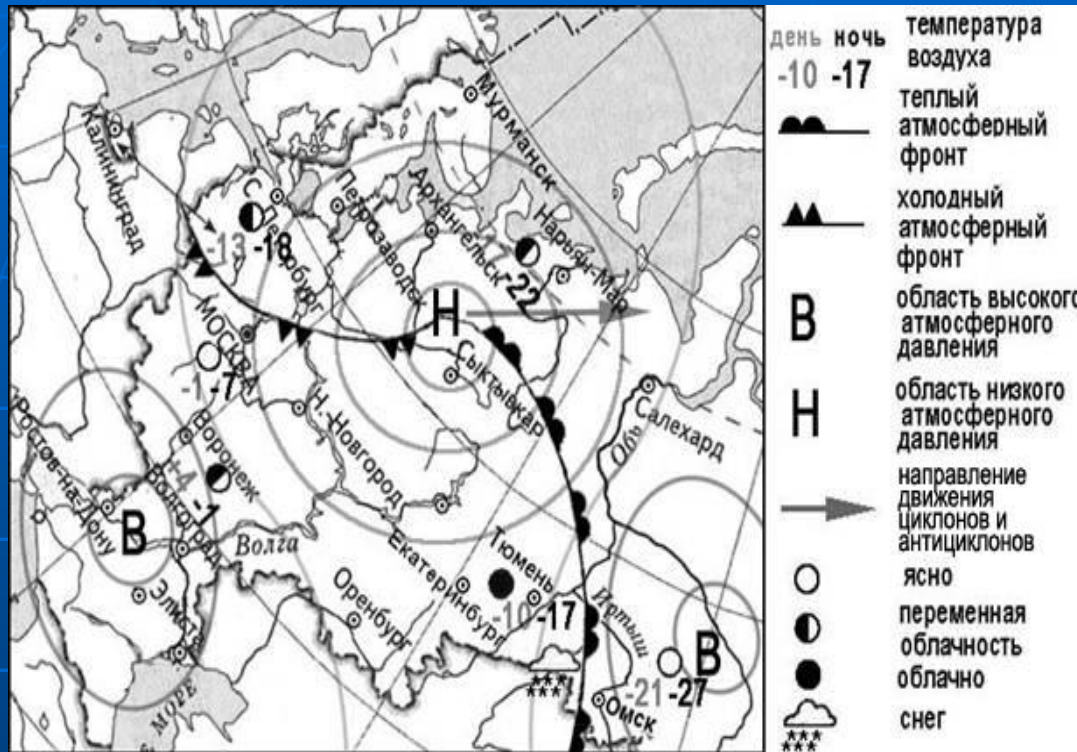 Мурманск
Калининград
С.
Петрозаводск
Архангельск
Нарьян-Мар
-13 -18
-22
МОСКВА
Н
Сыктывкар
-1 -7
Салехард
Обь
Н.-Новгород
Воронеж
Ростов-на-Дону
+4 -1
Волгоград
В
Волга
Екатеринбург
Тюмень
Оренбург
Элиста
-10 -17
Иртыш
В
-21 -27
Омск
МОРЕ
день ночь температура
-10 -17 воздуха
теплый
атмосферный
фронт
холодный
атмосферный
фронт
В
область высокого
атмосферного
давления
Н
область низкого
атмосферного
давления
направление
движения
циклонов и
антициклонов
ясно
переменная
облачность
облачно
снег